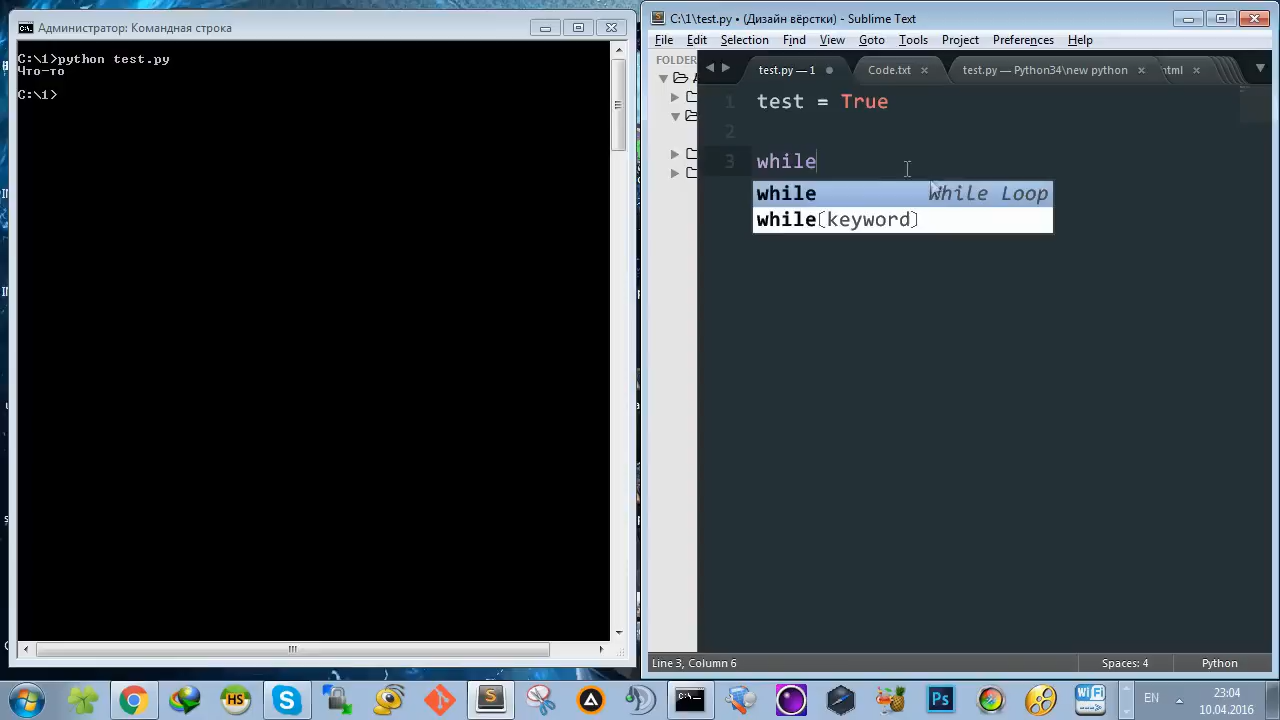 Администратор: Командная строка
C:\1>python test.py
Что-то
C:\1>
C:\1\test.py • (Дизайн вёрстки) - Sublime Text
File Edit Selection Find View Goto Tools Project Preferences Help
FOLDER
test.py — 1
Code.txt
test.py — Python34\new python
html
1 test = True
2
3 while
while While Loop
while(keyword)
Line 3, Column 6
Python
HS
S
Ps
WiFi
EN
23:04
10.04.2016